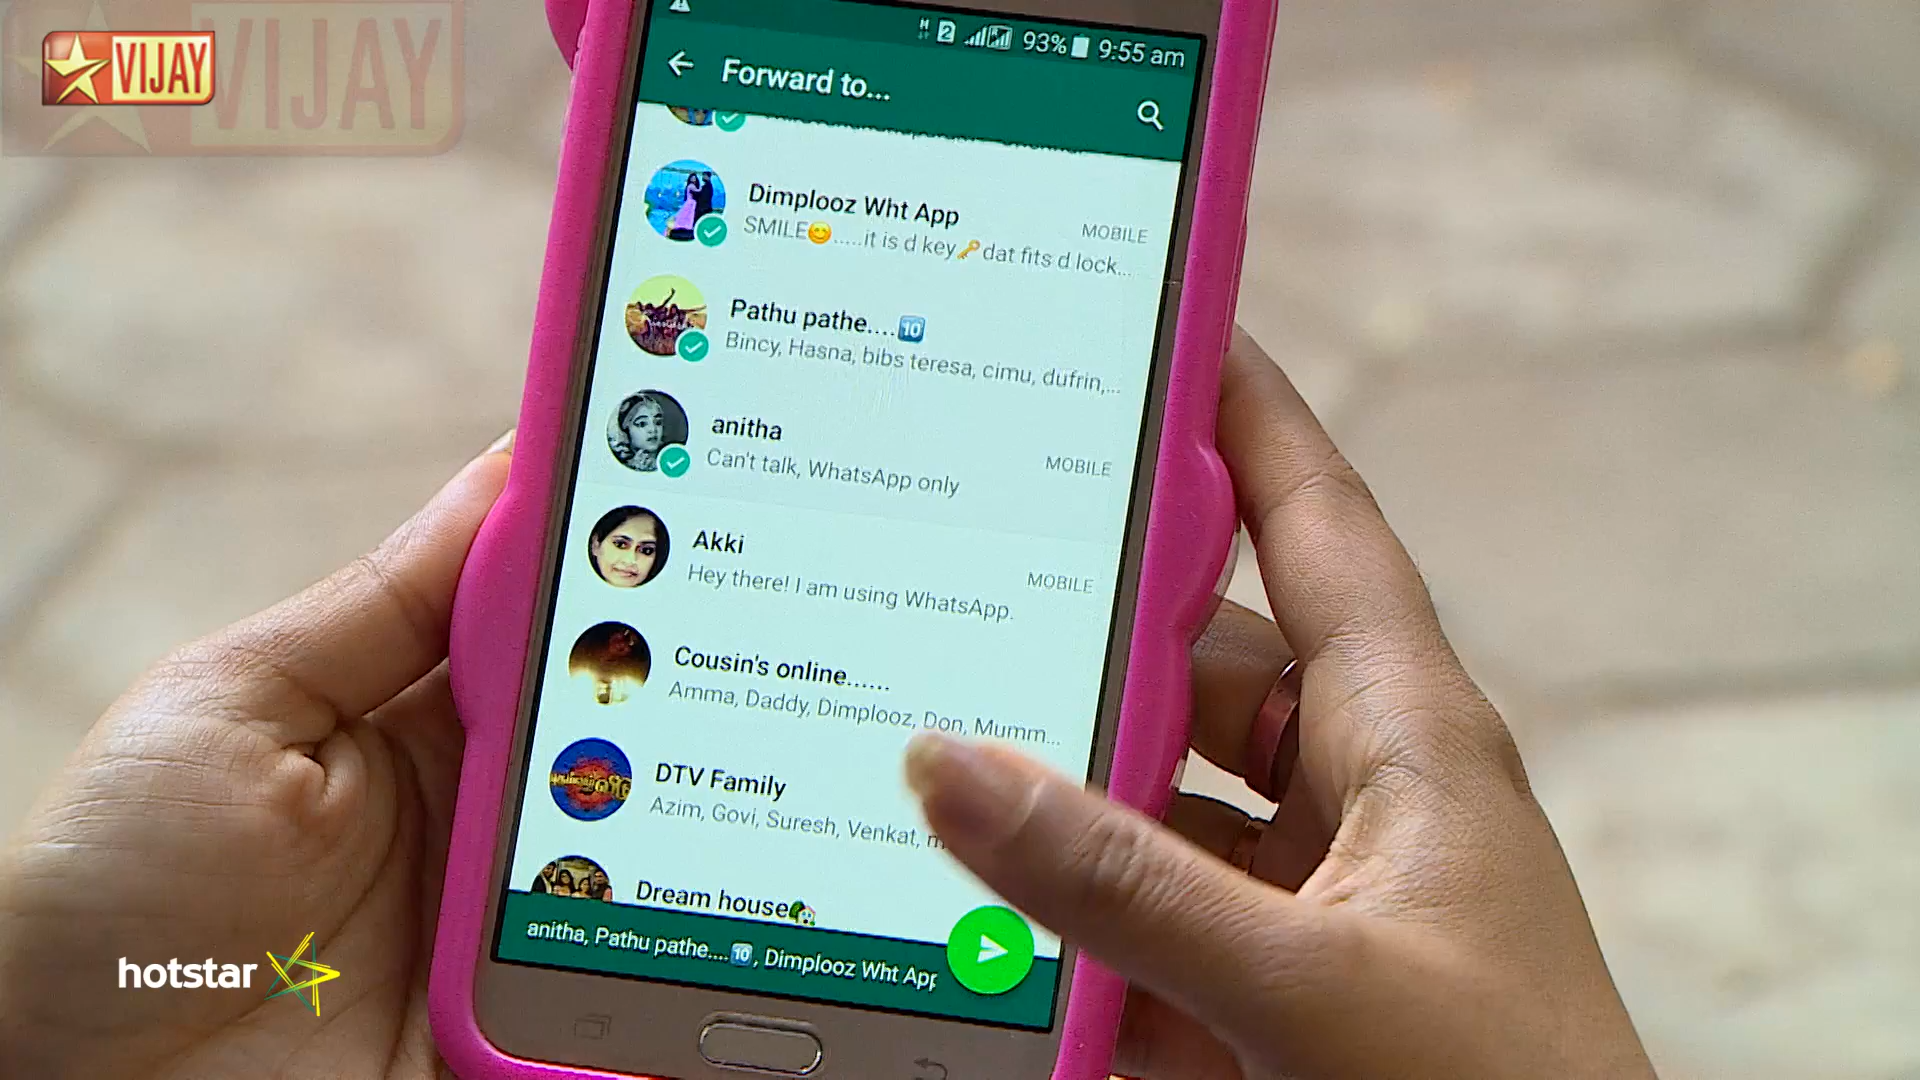 VIJAY
VIJAY
2 93% 9:55 am
Forward to...
Dimplooz Wht App
MOBILE
SMILE😊.....it is d key🔑dat fits d lock...
Pathu pathe....🔟
Bincy, Hasna, bibs teresa, cimu, dufrin,...
anitha
MOBILE
Can't talk, WhatsApp only
Akki
MOBILE
Hey there! I am using WhatsApp.
Cousin's online......
Amma, Daddy, Dimplooz, Don, Mumm...
DTV Family
Azim, Govi, Suresh, Venkat,
Dream house🏡
anitha, Pathu pathe....🔟, Dimplooz Wht App
hotstar